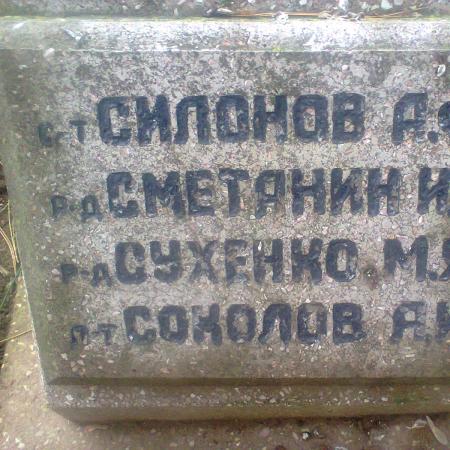 С-Т СИЛОНОВ А.
Р-Д СМЕТЯНИН И
Р-Д СУХЕНКО М.
Л-Т СОКОЛОВ А.